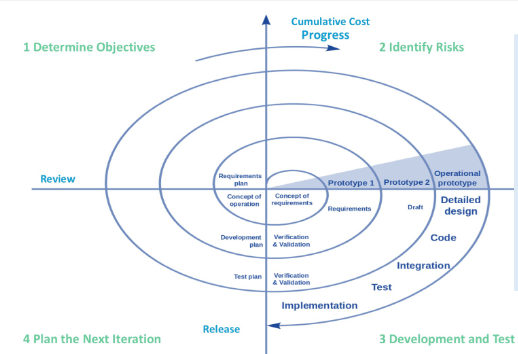 Cumulative Cost
Progress
1 Determine Objectives
2 Identify Risks
Requirements
plan
Prototype 1
Prototype 2
Operational
prototype
Review
Concept of
operation
Concept of
requirements
Requirements
Draft
Detailed
design
Development
plan
Verification
& Validation
Code
Test plan
Verification
& Validation
Integration
Test
Implementation
Release
4 Plan the Next Iteration
3 Development and Test